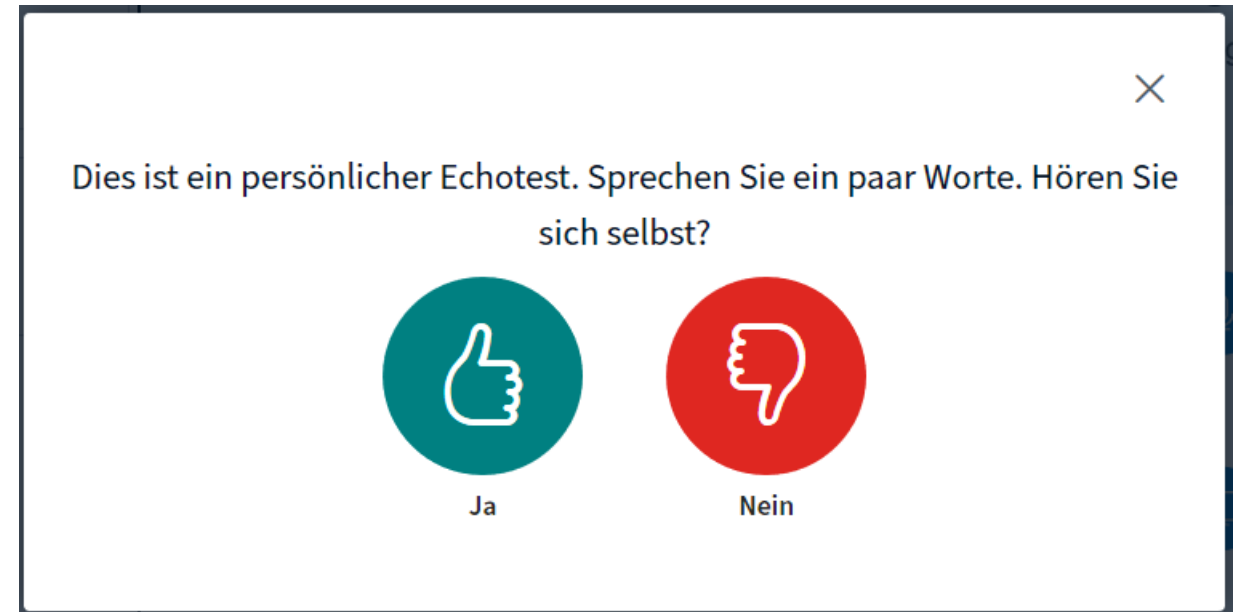 Dies ist ein persönlicher Echotest. Sprechen Sie ein paar Worte. Hören Sie
sich selbst?
Ja
Nein